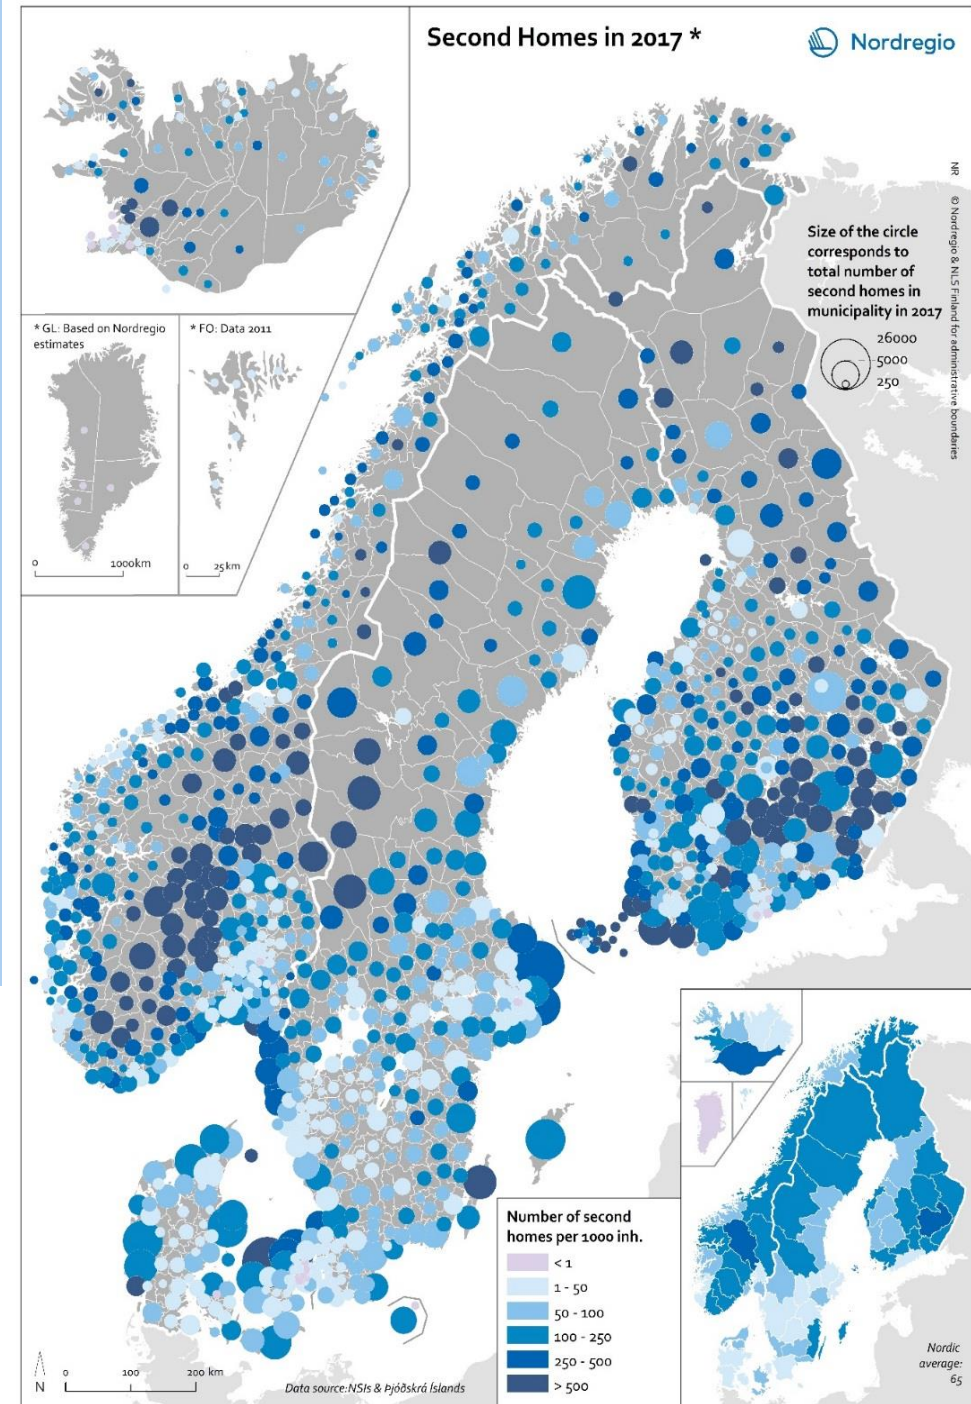 Second Homes in 2017 *
Nordregio
NR © Nordregio & NLS Finland for administrative boundaries
Size of the circle
corresponds to
total number of
second homes in
municipality in 2017
26000
5000
250
* GL: Based on Nordregio
estimates
* FO: Data 2011
0 1000km
0 25km
Number of second
homes per 1000 inh.
< 1
1 - 50
50 - 100
100 - 250
250 - 500
> 500
Nordic
average:
65
N
0 100 200 km
Data source:NSIs & Þjóðskrá Íslands